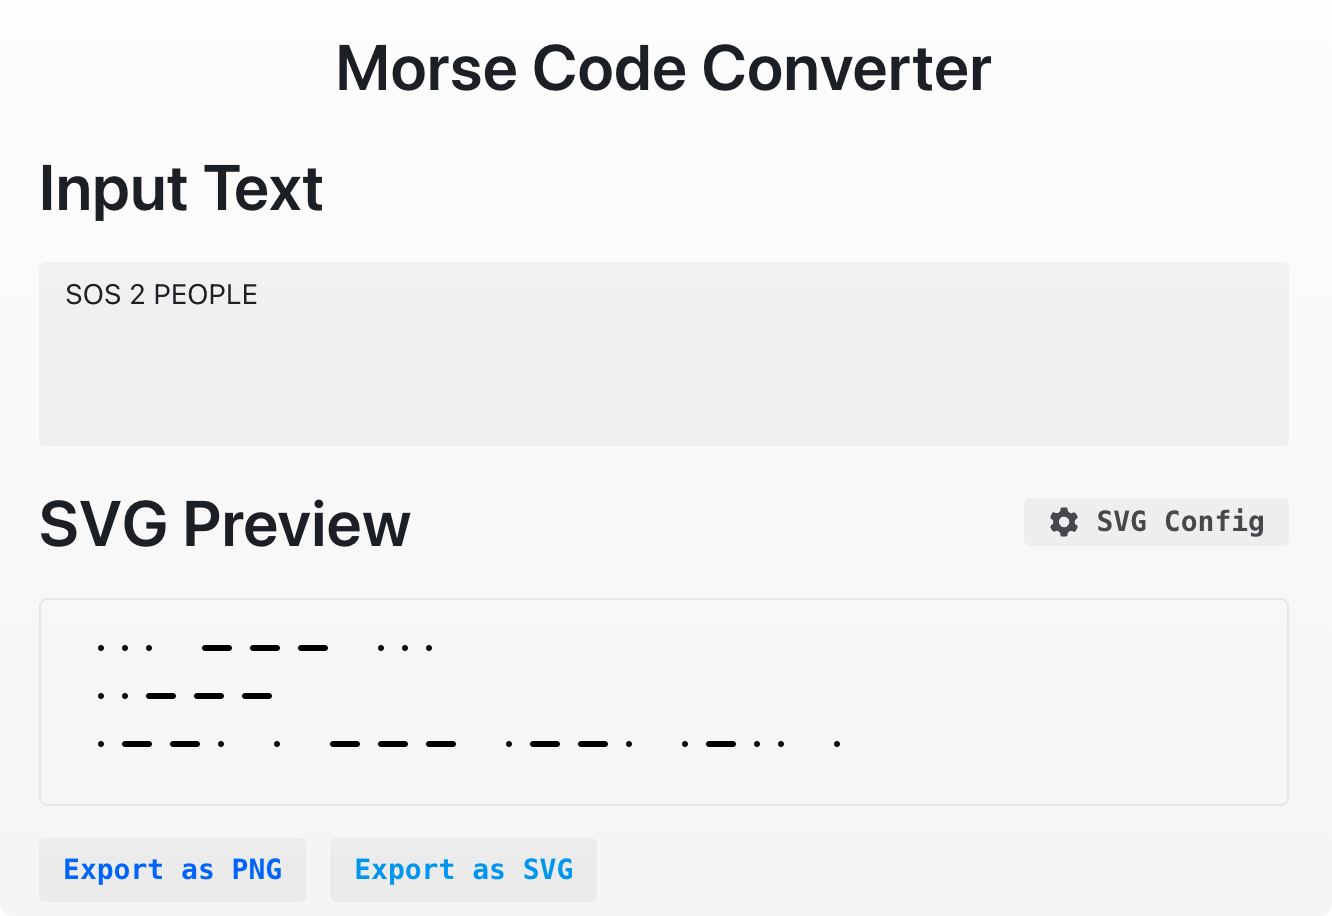 Morse Code Converter
Input Text
SOS 2 PEOPLE
SVG Preview
SVG Config
··· ——— ···
··———
·——· · ——— ·——· ·—·· ·
Export as PNG
Export as SVG